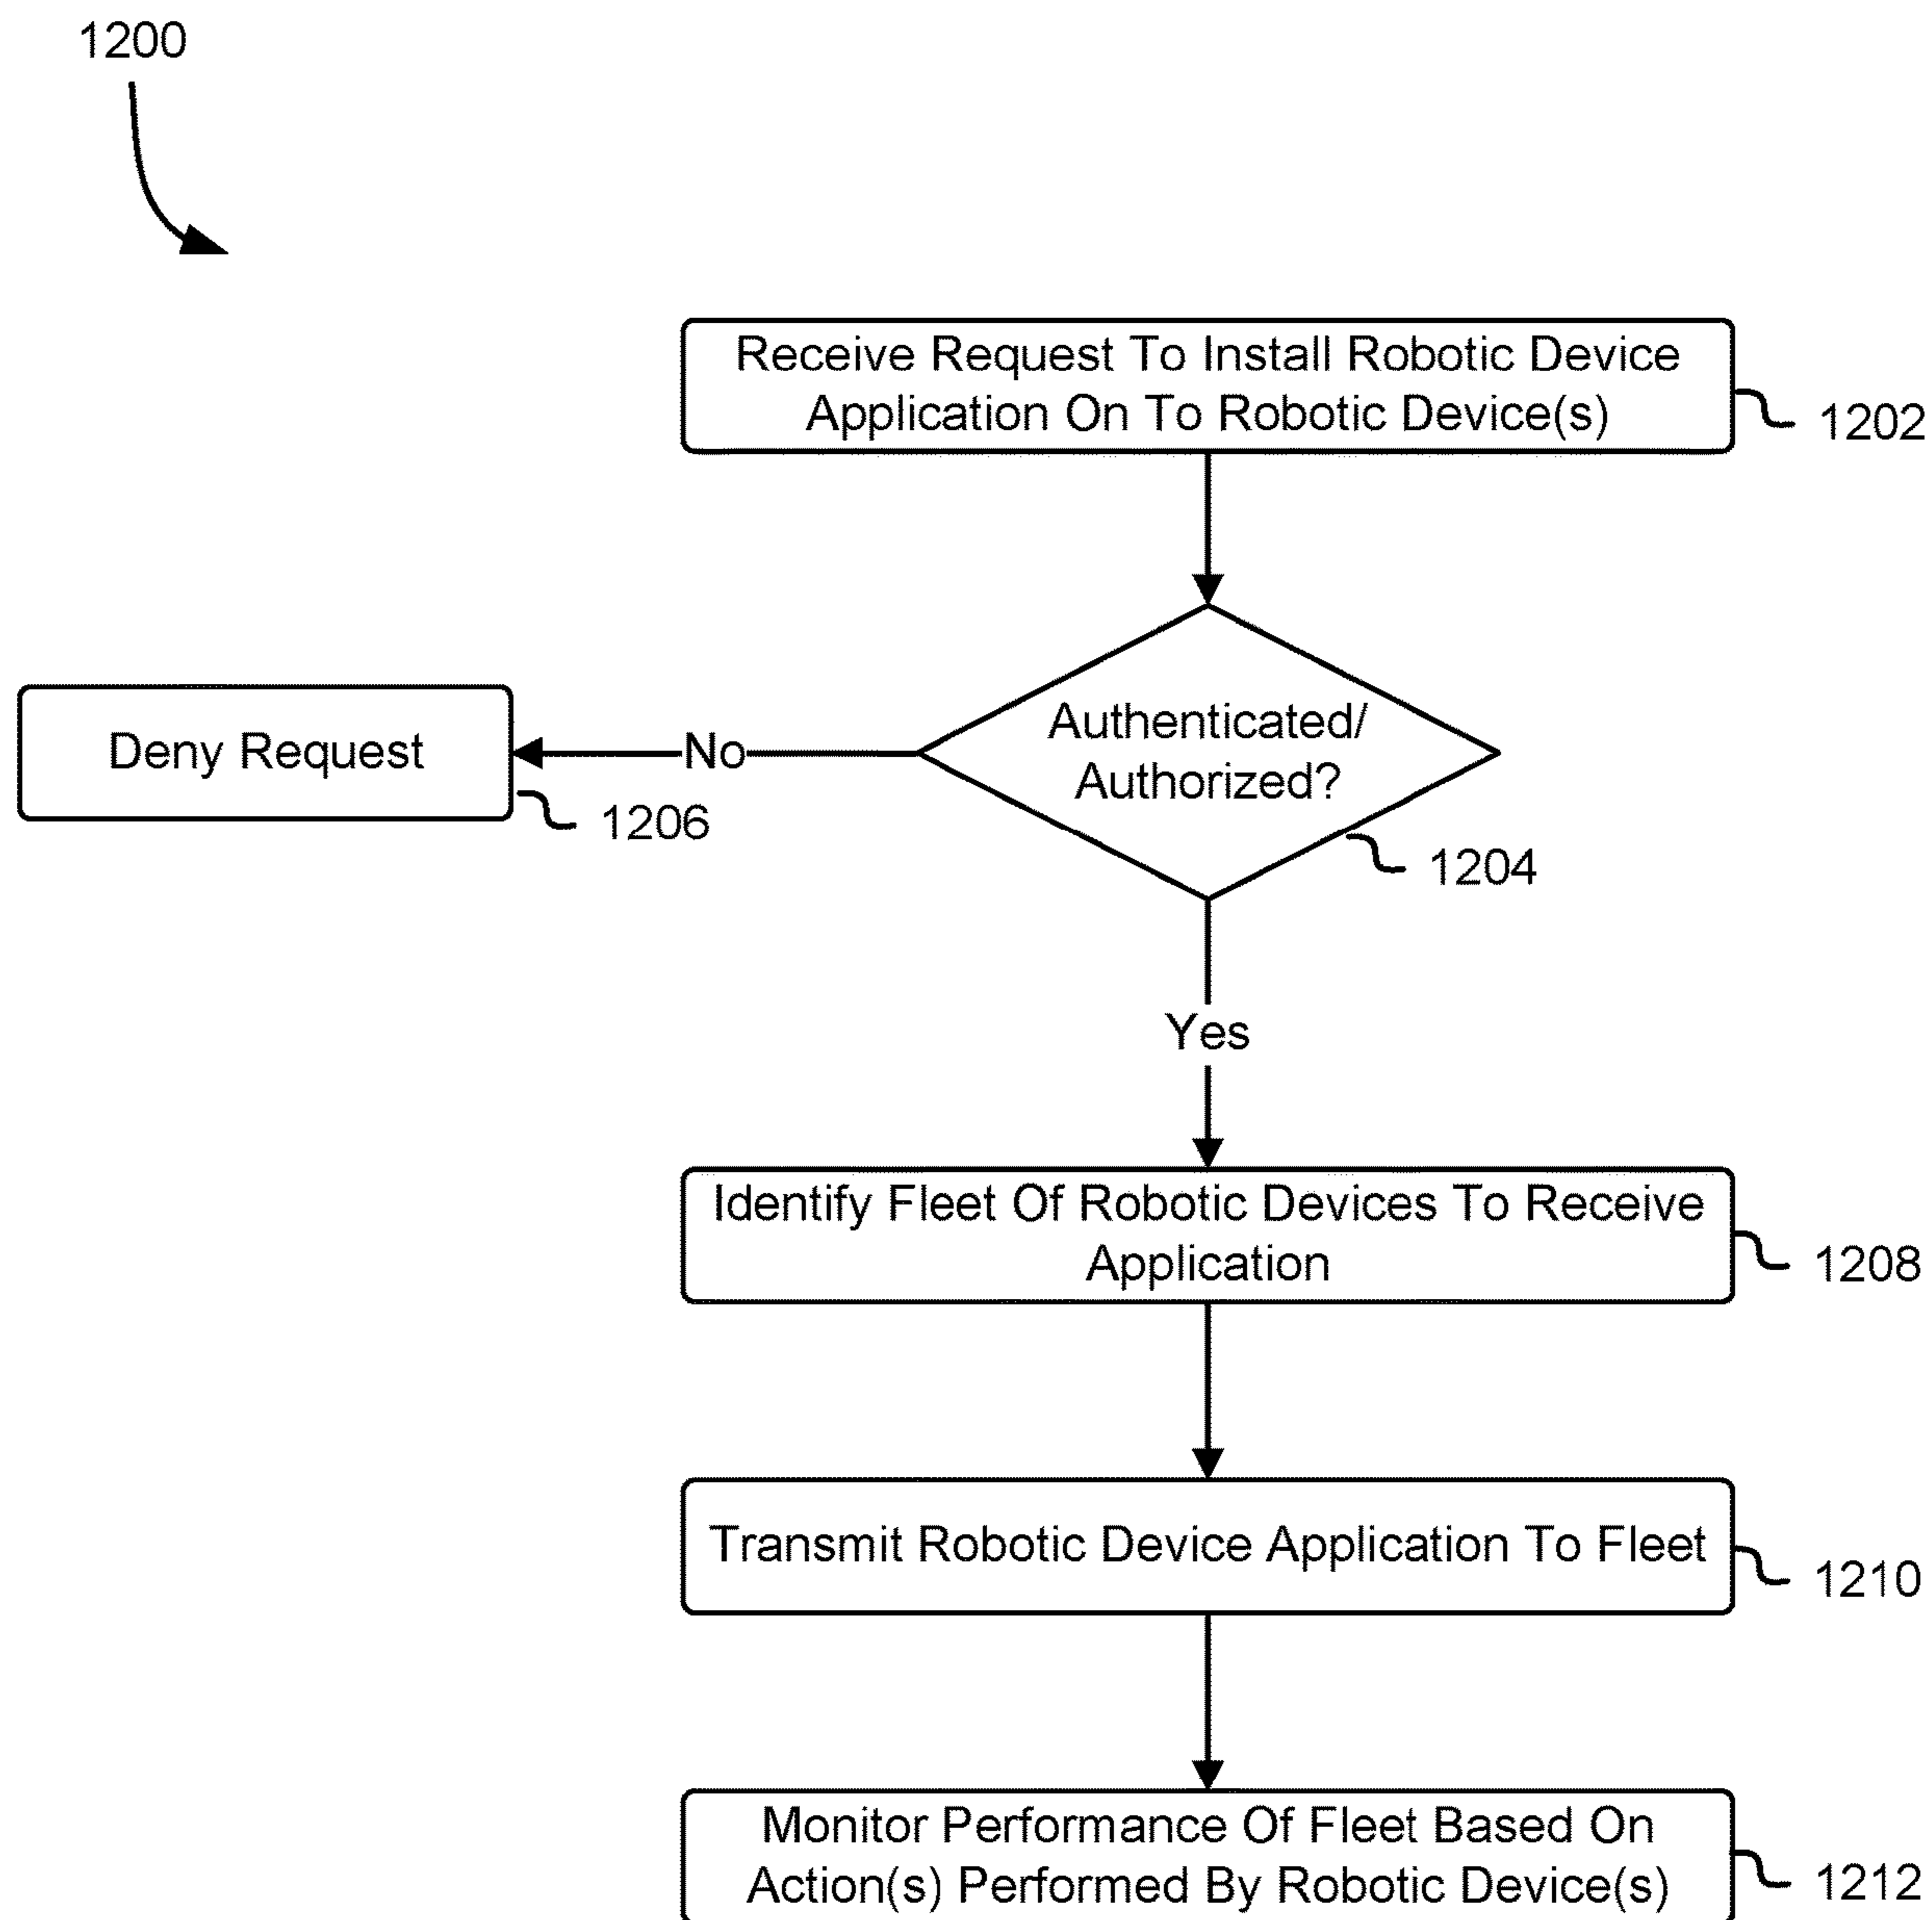 1200
Receive Request To Install Robotic Device
Application On To Robotic Device(s)
1202
Authenticated/
Authorized?
1204
No
Deny Request
1206
Yes
Identify Fleet Of Robotic Devices To Receive
Application
1208
Transmit Robotic Device Application To Fleet
1210
Monitor Performance Of Fleet Based On
Action(s) Performed By Robotic Device(s)
1212